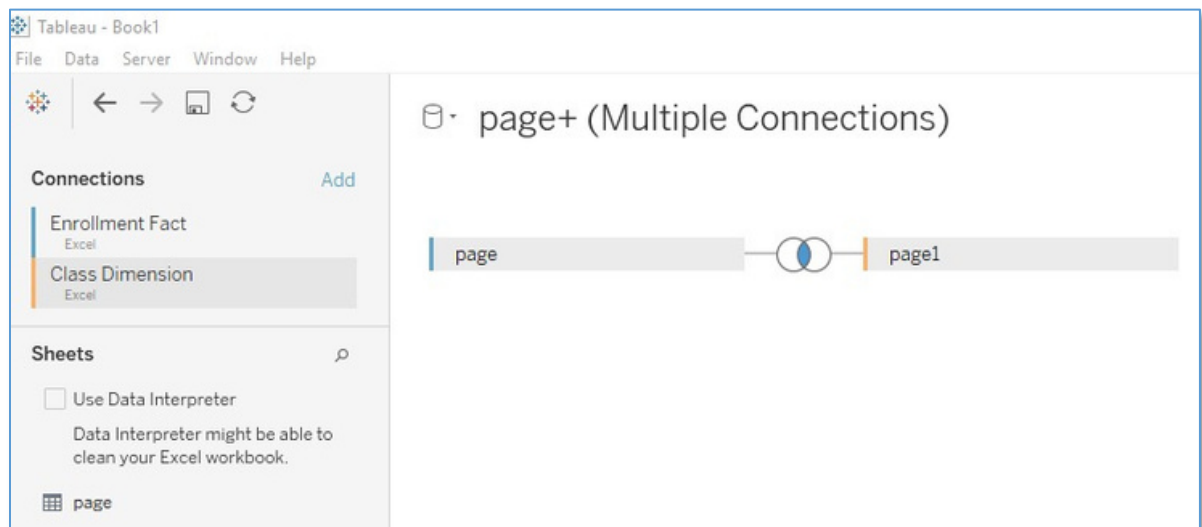 Tableau - Book1
File Data Server Window Help
page+ (Multiple Connections)
Connections Add
Enrollment Fact
Excel
Class Dimension
Excel
page page1
Sheets
Use Data Interpreter
Data Interpreter might be able to
clean your Excel workbook.
page